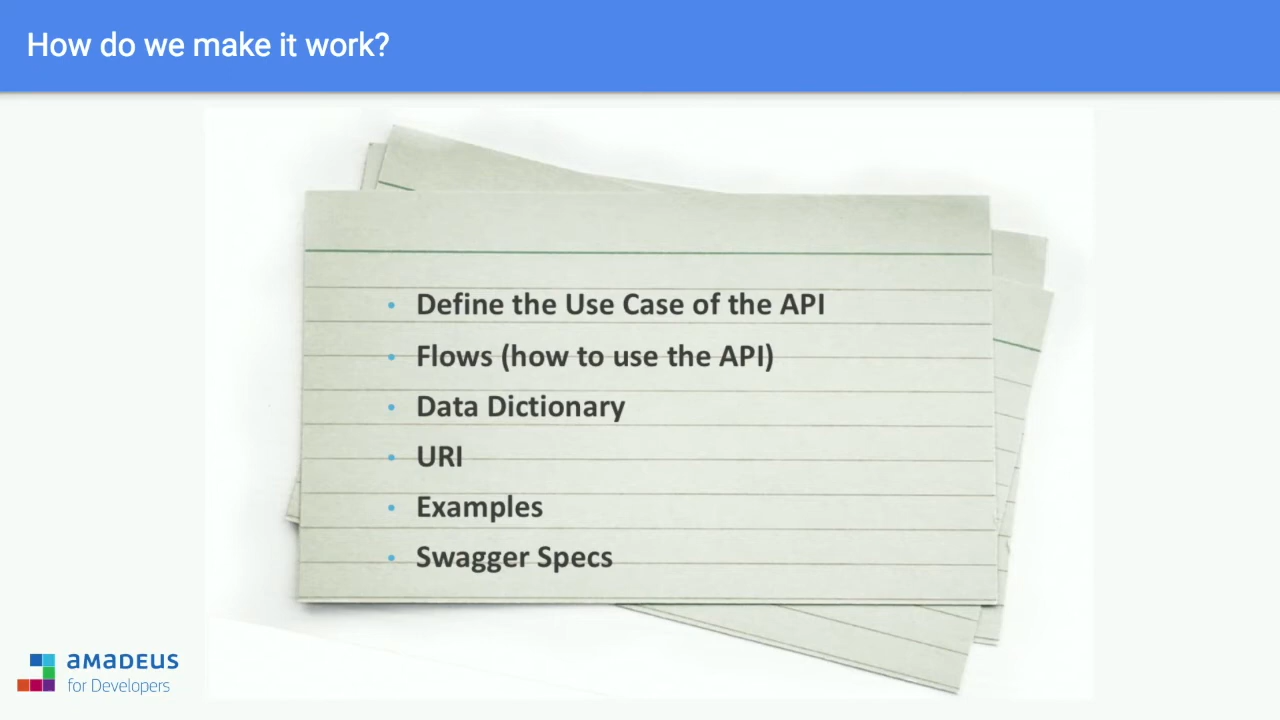 How do we make it work?
• Define the Use Case of the API
• Flows (how to use the API)
• Data Dictionary
• URI
• Examples
• Swagger Specs
amadeus
for Developers